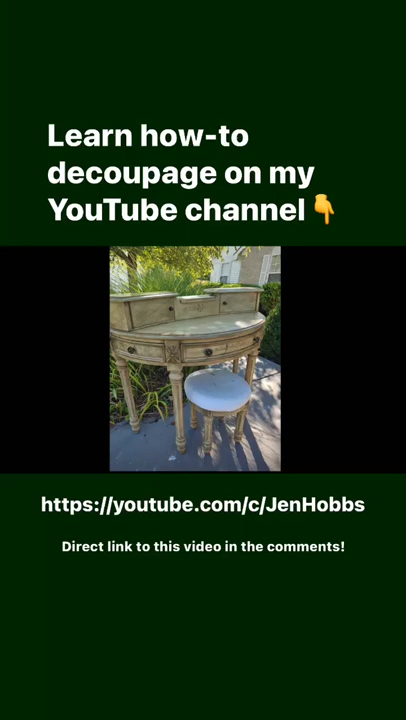 Learn how-to
decoupage on my
YouTube channel👇
https://youtube.com/c/JenHobbs
Direct link to this video in the comments!